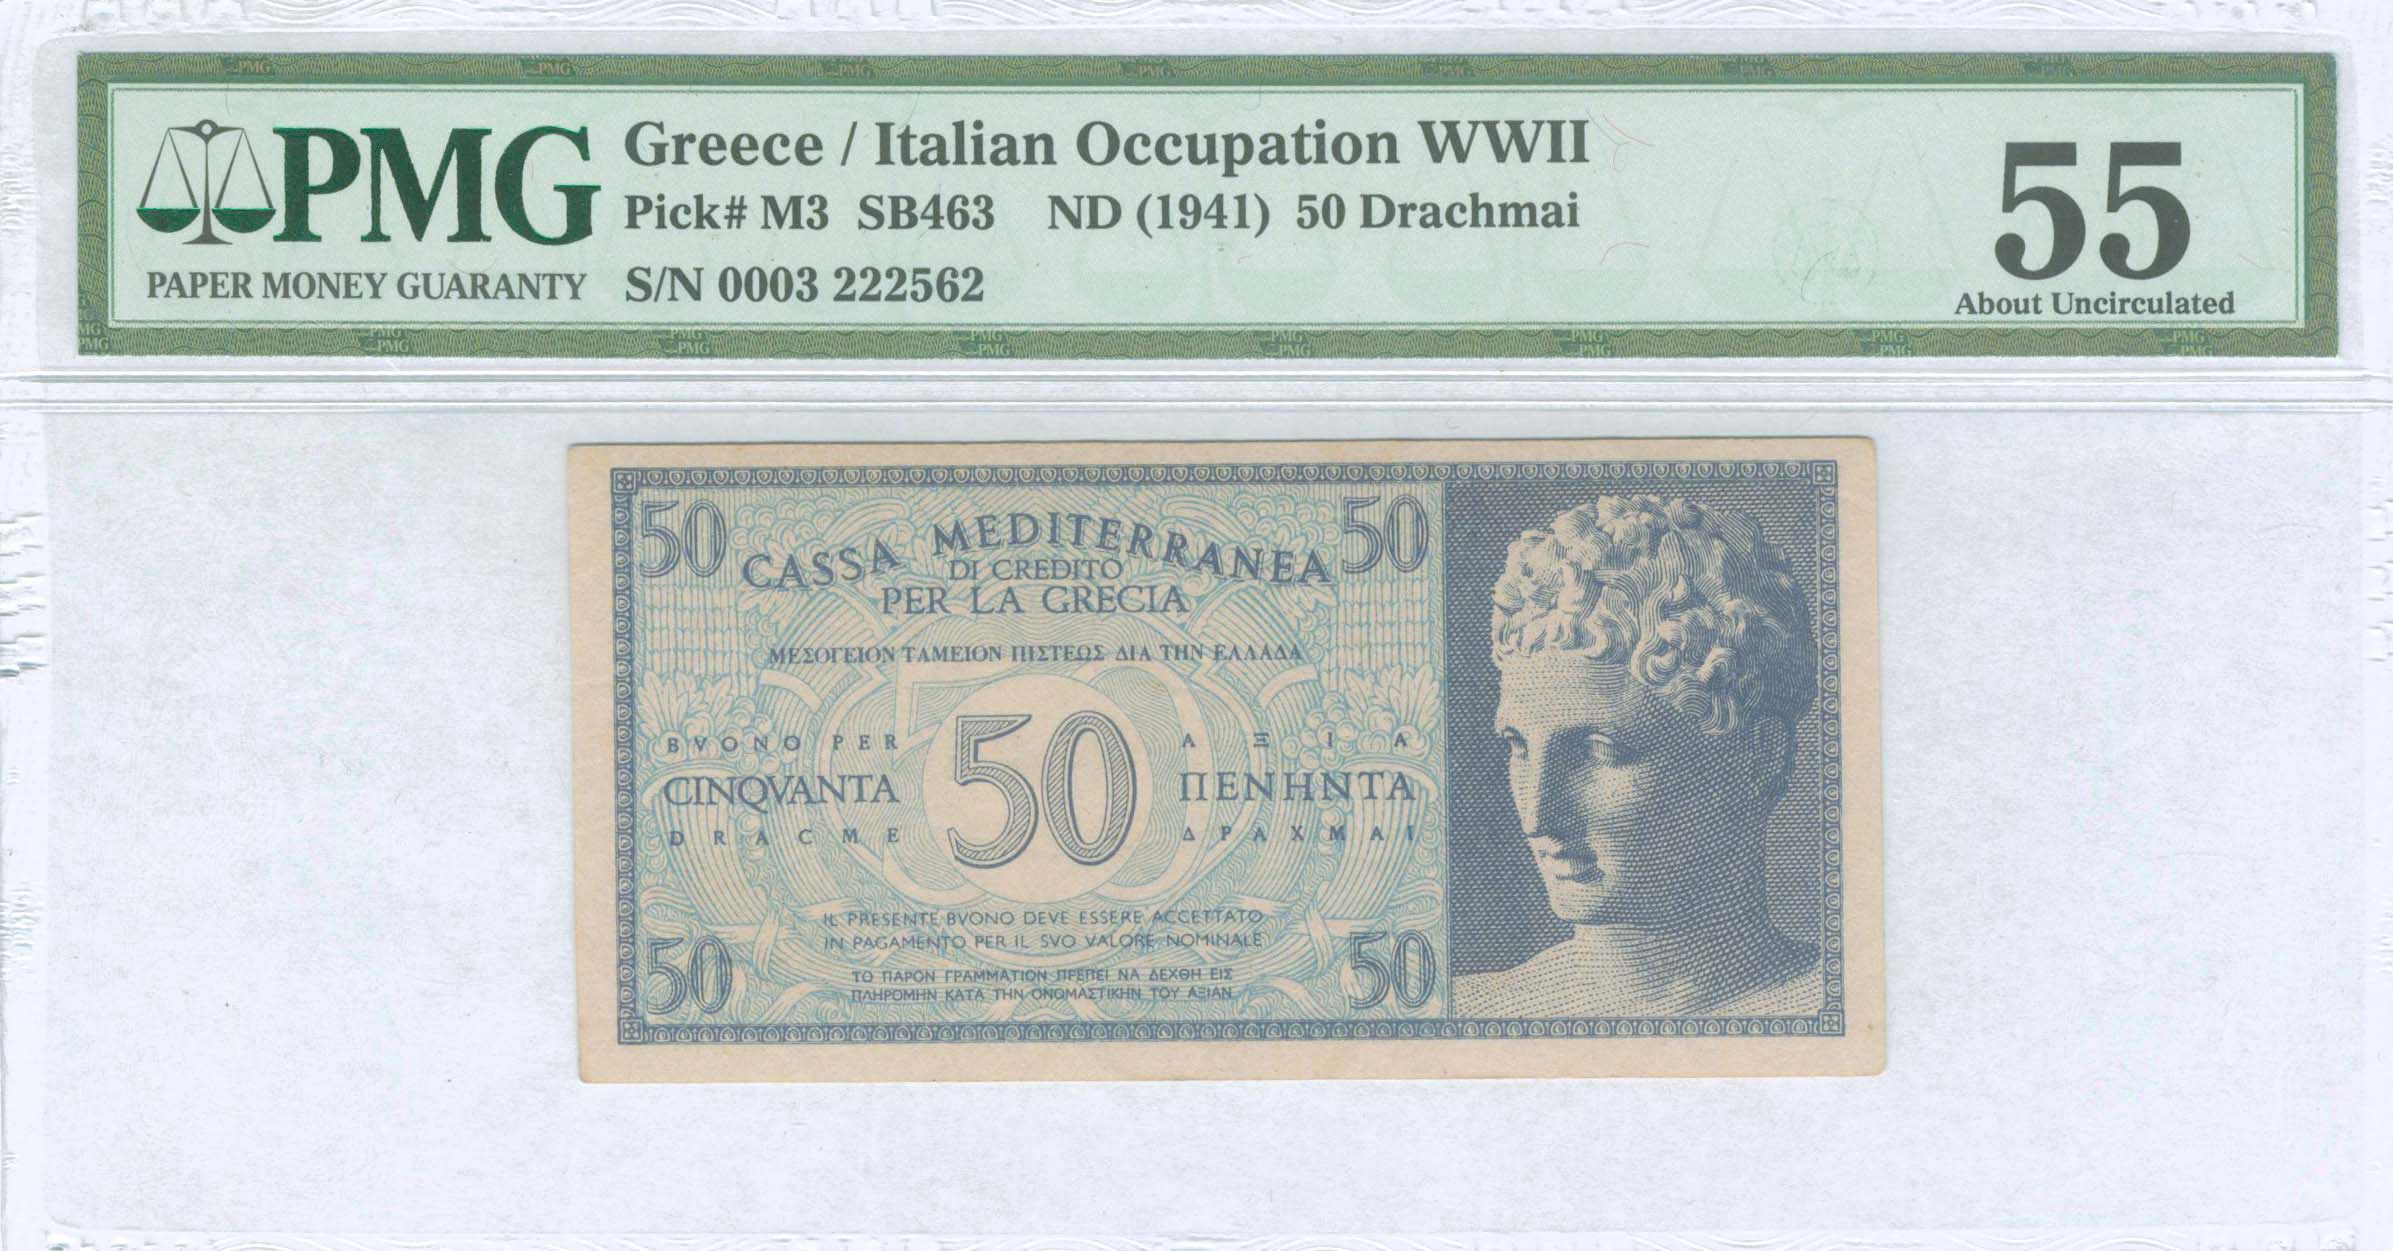 PMG
PAPER MONEY GUARANTY
Greece / Italian Occupation WWII
Pick# M3 SB463 ND (1941) 50 Drachmai
S/N 0003 222562
55
About Uncirculated
50
50
CASSA MEDITERRANEA
DI CREDITO
PER LA GRECIA
ΜΕΣΟΓΕΙΟΝ ΤΑΜΕΙΟΝ ΠΙΣΤΕΩΣ ΔΙΑ ΤΗΝ ΕΛΛΑΔΑ
BVONO PER
CINQVANTA
DRACME
50
ΑΞΙΑ
ΠΕΝΗΝΤΑ
ΔΡΑΧΜΑΙ
IL PRESENTE BVONO DEVE ESSERE ACCETTATO
IN PAGAMENTO PER IL SVO VALORE NOMINALE
ΤΟ ΠΑΡΟΝ ΓΡΑΜΜΑΤΙΟΝ ΠΡΕΠΕΙ ΝΑ ΔΕΧΘΗ ΕΙΣ
ΠΛΗΡΟΜΗΝ ΚΑΤΑ ΤΗΝ ΟΝΟΜΑΣΤΙΚΗΝ ΤΟΥ ΑΞΙΑΝ
50
50